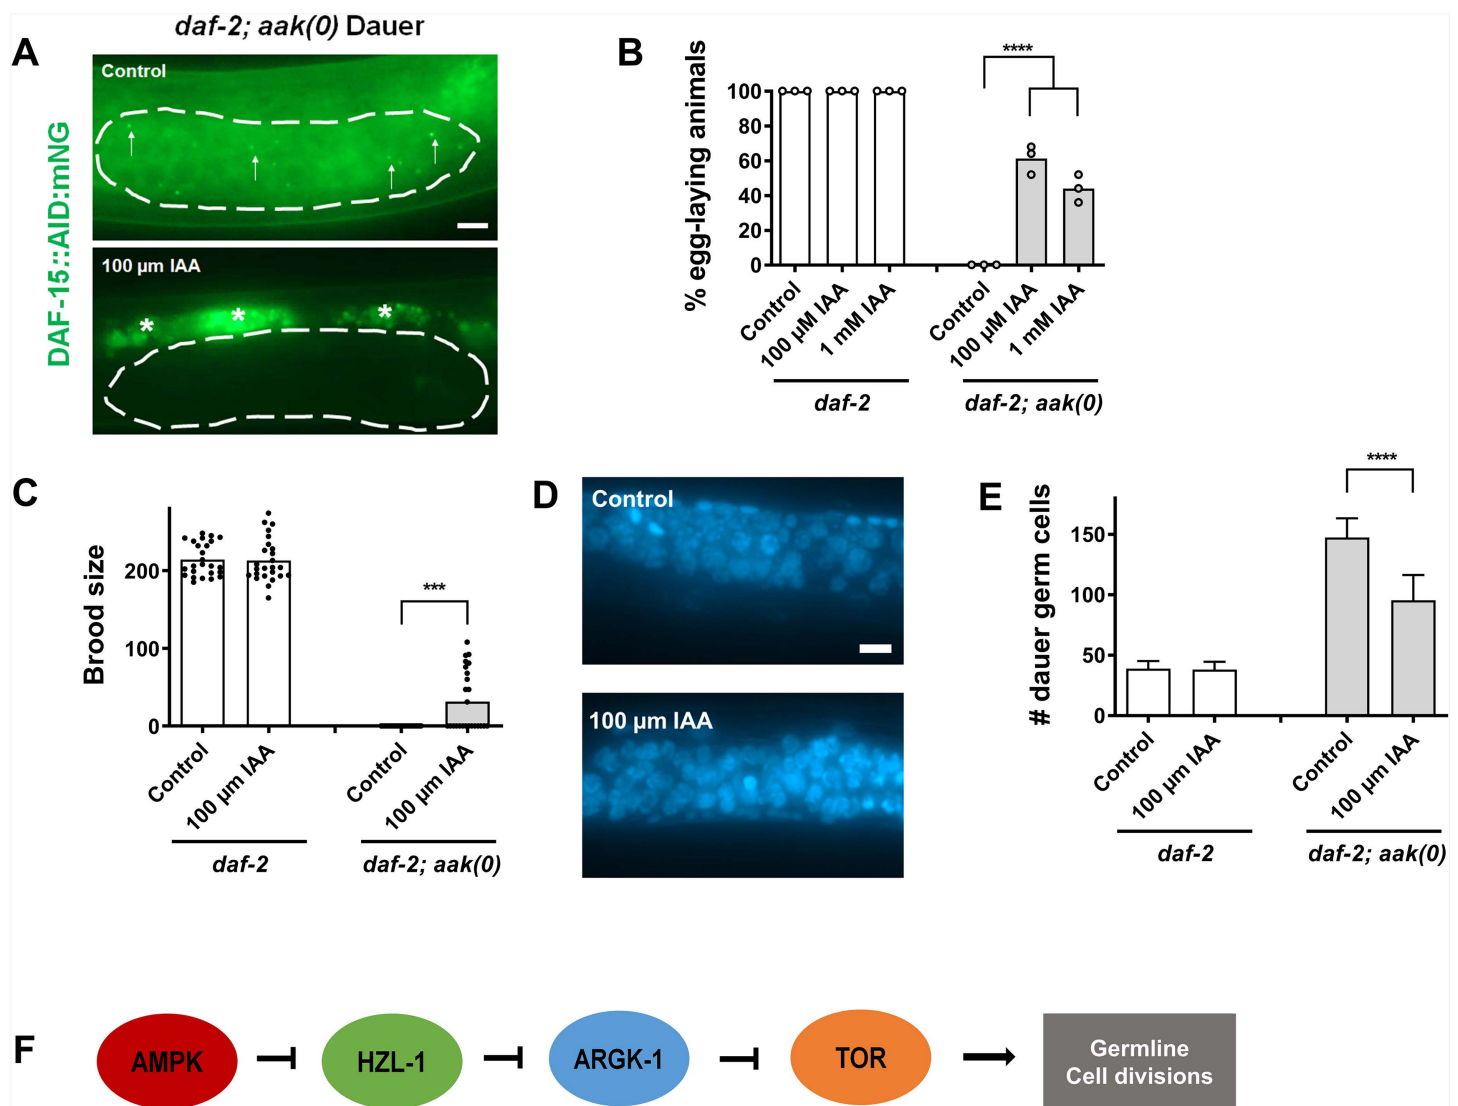 daf-2; aak(0) Dauer
A
DAF-15::AID:mNG
Control
100 µm IAA
* * *
B
% egg-laying animals
****
100
80
60
40
20
0
Control
100 µM IAA
1 mM IAA
Control
100 µM IAA
1 mM IAA
daf-2
daf-2; aak(0)
C
Brood size
***
200
100
0
Control
100 µm IAA
Control
100 µm IAA
daf-2
daf-2; aak(0)
D
Control
100 µm IAA
E
# dauer germ cells
****
150
100
50
0
Control
100 µm IAA
Control
100 µm IAA
daf-2
daf-2; aak(0)
F
AMPK
HZL-1
ARGK-1
TOR
Germline
Cell divisions